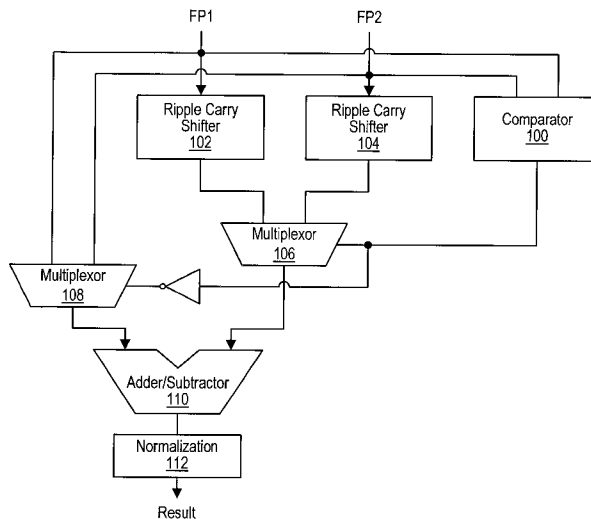 FP1
FP2
Ripple Carry
Shifter
102
Ripple Carry
Shifter
104
Comparator
100
Multiplexor
106
Multiplexor
108
Adder/Subtractor
110
Normalization
112
Result